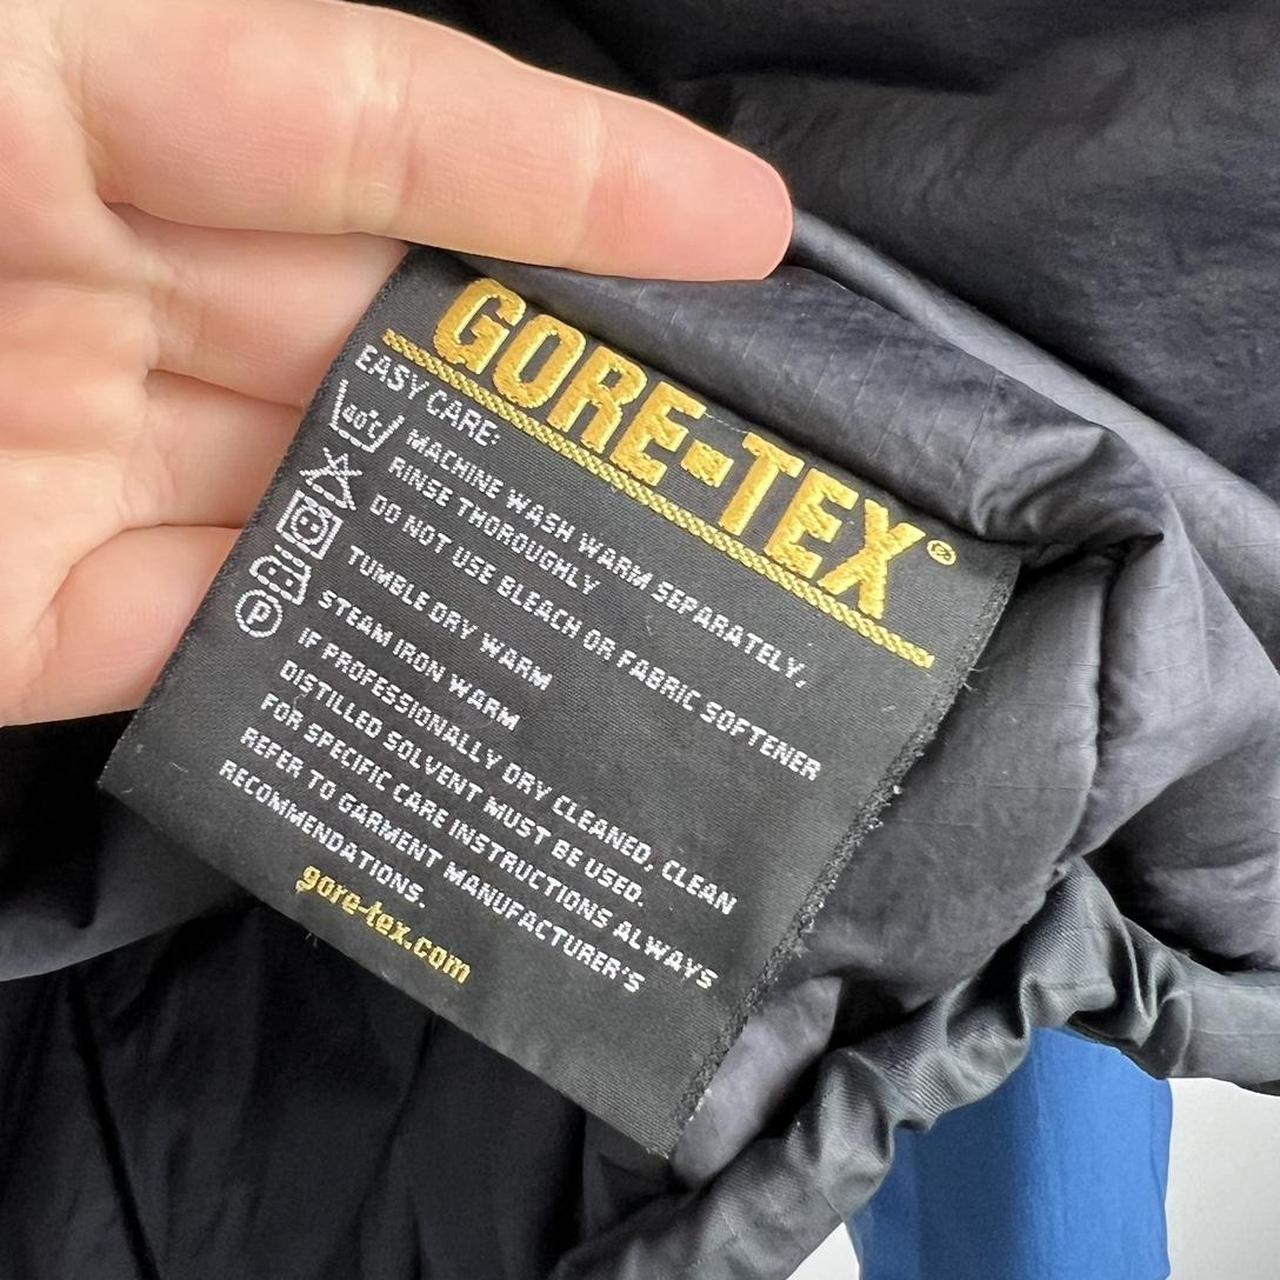 GORE-TEX®
EASY CARE:
40°C
MACHINE WASH WARM SEPARATELY,
RINSE THOROUGHLY
DO NOT USE BLEACH OR FABRIC SOFTENER
TUMBLE DRY WARM
STEAM IRON WARM
P
IF PROFESSIONALLY DRY CLEANED, CLEAN
DISTILLED SOLVENT MUST BE USED.
FOR SPECIFIC CARE INSTRUCTIONS ALWAYS
REFER TO GARMENT MANUFACTURER'S
RECOMMENDATIONS.
gore-tex.com